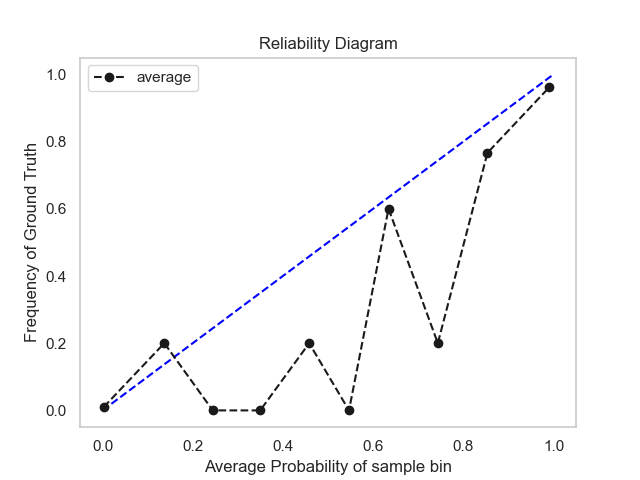 Reliability Diagram
average
1.0
0.8
0.6
0.4
0.2
0.0
Frequency of Ground Truth
0.0 0.2 0.4 0.6 0.8 1.0
Average Probability of sample bin